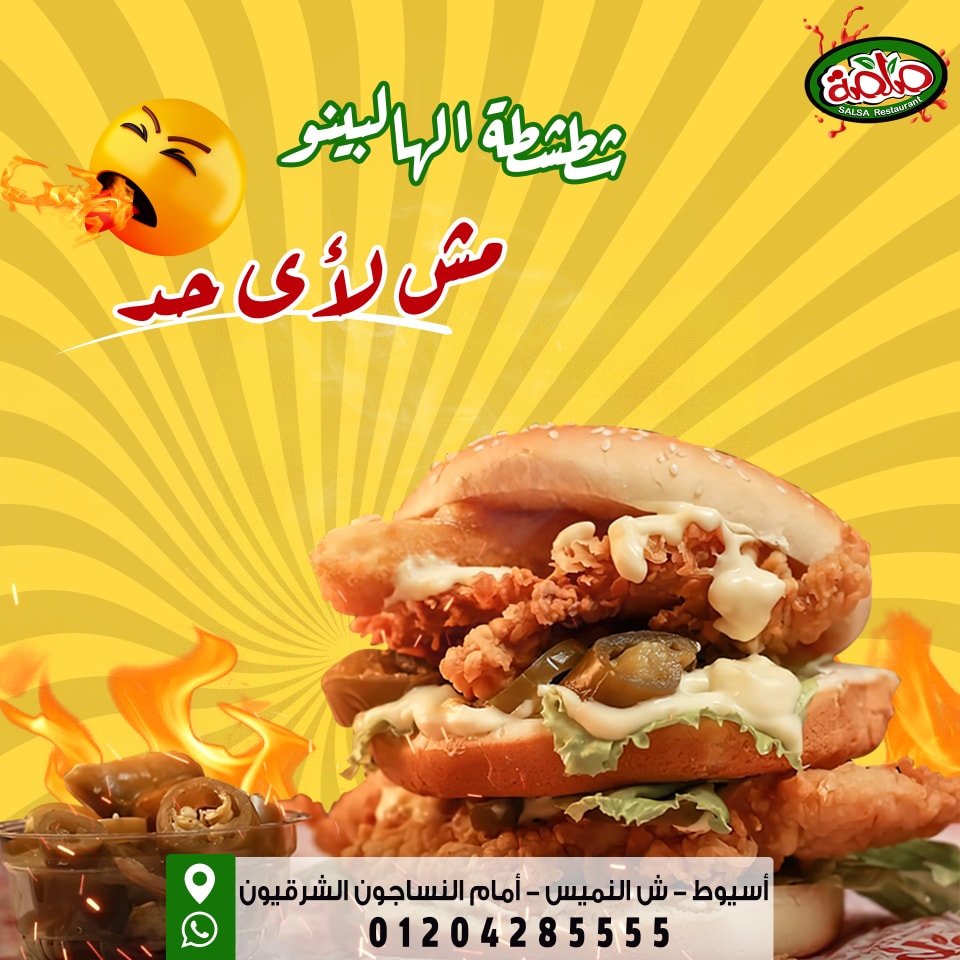 صلصة
SALSA Restaurant
شطشطة الهالبينو
مش لأى حد
أسيوط - ش النميس - أمام النساجون الشرقيون
01204285555